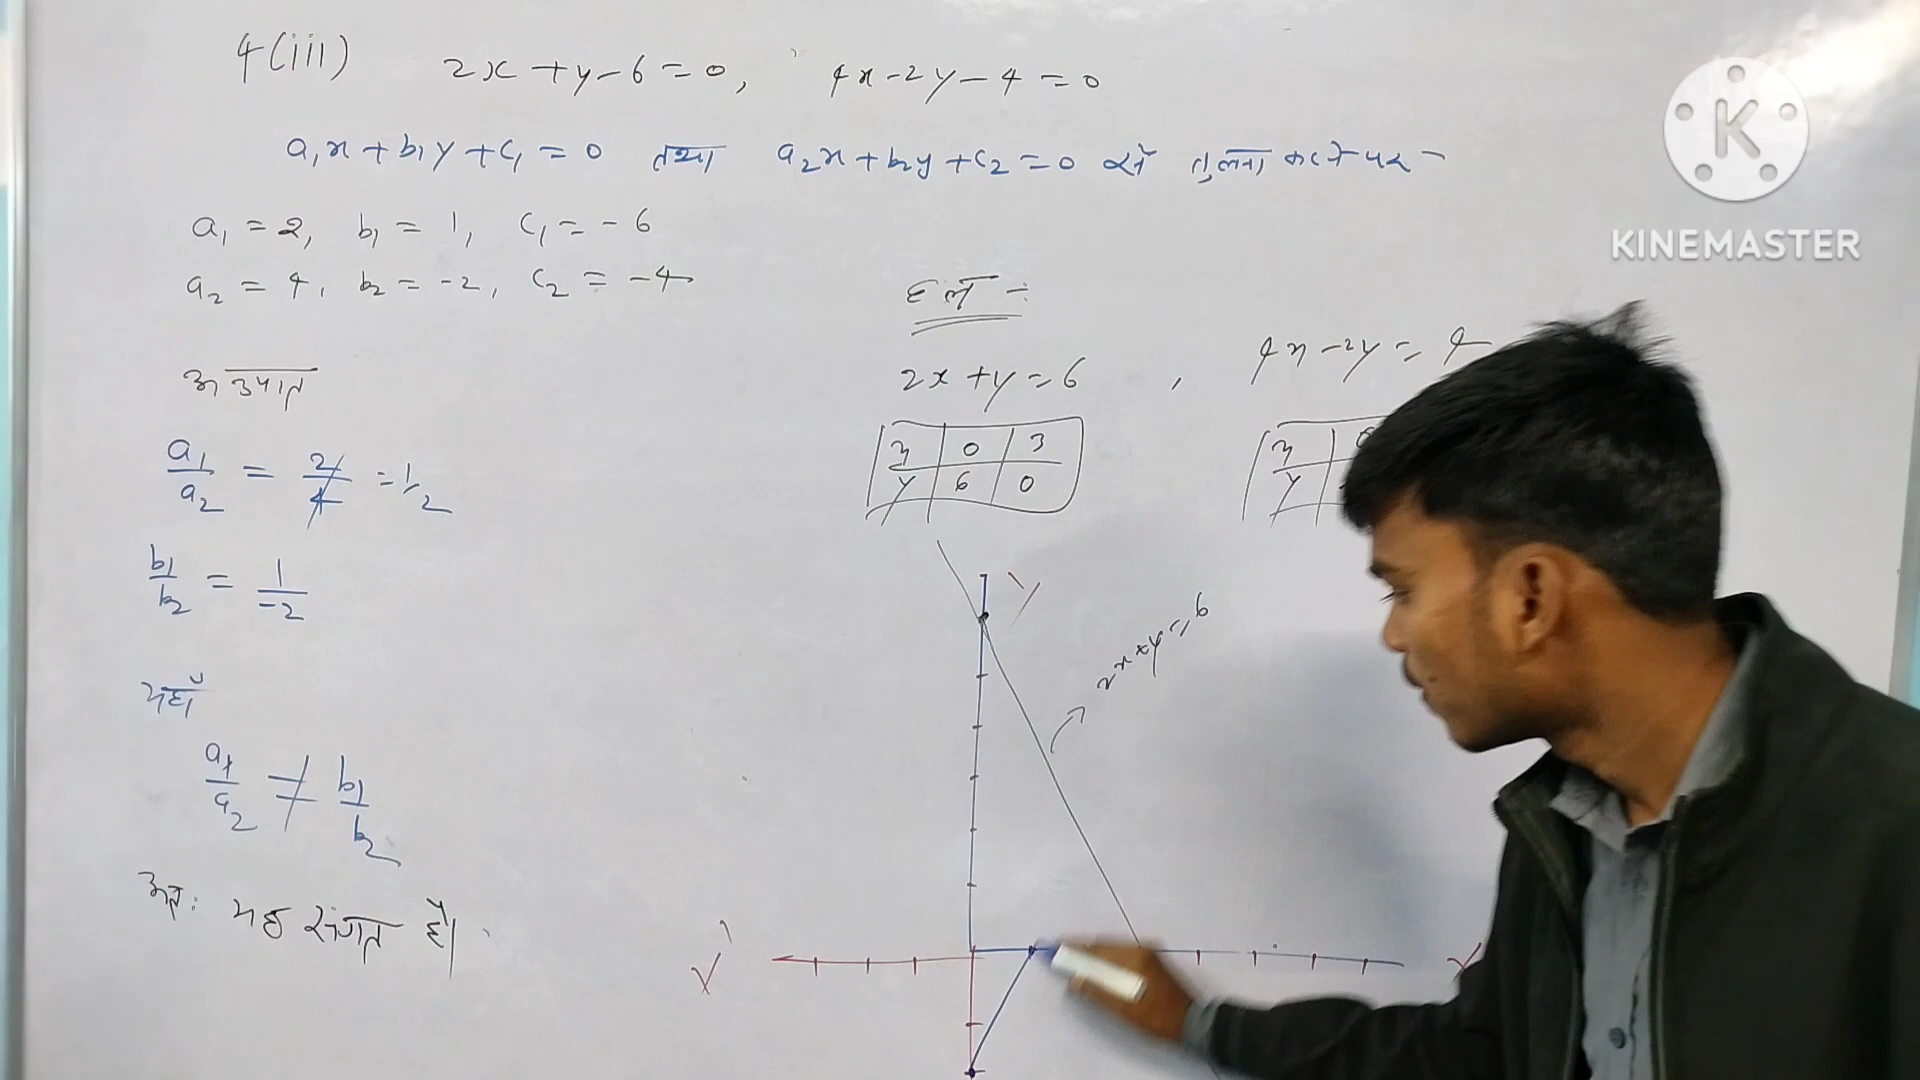 4(iii) 2x + y - 6 = 0, 4x - 2y - 4 = 0
a₁x + b₁y + c₁ = 0 तथा a₂x + b₂y + c₂ = 0 से तुलना करने पर -
a₁ = 2, b₁ = 1, c₁ = - 6
a₂ = 4, b₂ = -2, c₂ = -4
अनुपात
a₁/a₂ = 2/4 = 1/2
b₁/b₂ = 1/-2
यहाँ
a₁/a₂ ≠ b₁/b₂
अत: यह संगत है।
हल :-
2x + y = 6 , 4x - 2y = 4
x 0 3
y 6 0
x
y
Y
2x + y = 6
X'
X
KINEMASTER